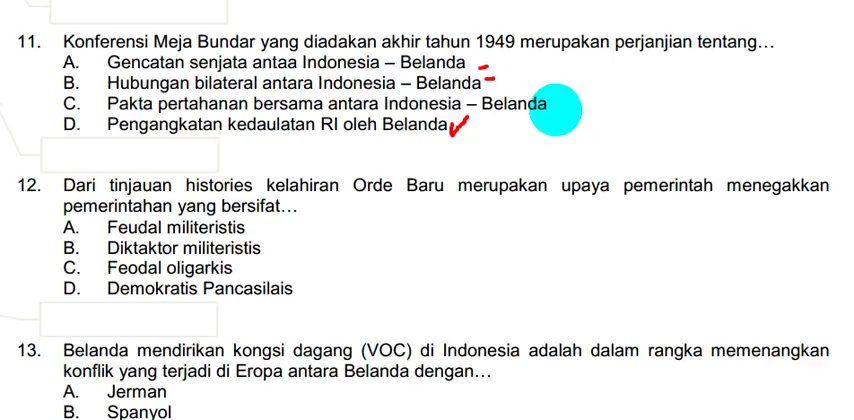 11. Konferensi Meja Bundar yang diadakan akhir tahun 1949 merupakan perjanjian tentang…
A. Gencatan senjata antaa Indonesia – Belanda
B. Hubungan bilateral antara Indonesia – Belanda
C. Pakta pertahanan bersama antara Indonesia – Belanda
D. Pengangkatan kedaulatan RI oleh Belanda
12. Dari tinjauan histories kelahiran Orde Baru merupakan upaya pemerintah menegakkan
pemerintahan yang bersifat…
A. Feudal militeristis
B. Diktaktor militeristis
C. Feodal oligarkis
D. Demokratis Pancasilais
13. Belanda mendirikan kongsi dagang (VOC) di Indonesia adalah dalam rangka memenangkan
konflik yang terjadi di Eropa antara Belanda dengan…
A. Jerman
B. Spanyol